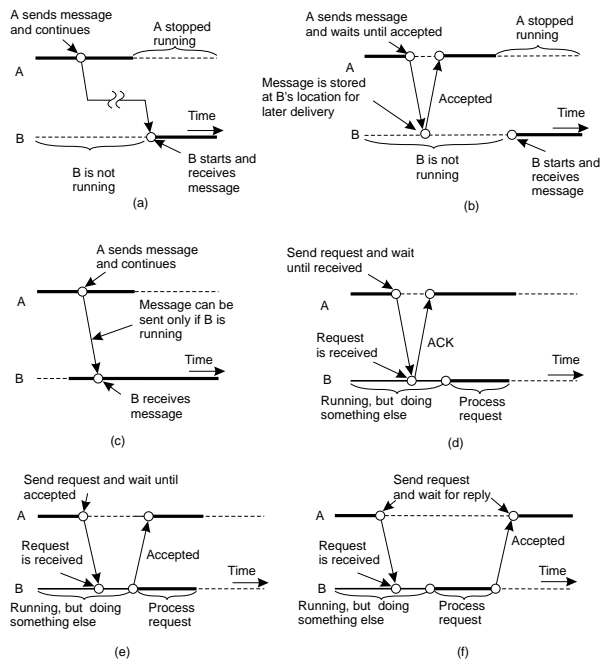 A sends message
and continues
A stopped
running
A
Time
B
B is not
running
B starts and
receives
message
(a)
A sends message
and waits until accepted
A stopped
running
A
Message is stored
at B's location for
later delivery
Accepted
Time
B
B is not
running
B starts and
receives
message
(b)
A sends message
and continues
A
Message can be
sent only if B is
running
Time
B
B receives
message
(c)
Send request and wait
until received
A
Request
is received
ACK
Time
B
Running, but doing
something else
Process
request
(d)
Send request and wait until
accepted
A
Request
is received
Accepted
Time
B
Running, but doing
something else
Process
request
(e)
Send request
and wait for reply
A
Request
is received
Accepted
Time
B
Running, but doing
something else
Process
request
(f)